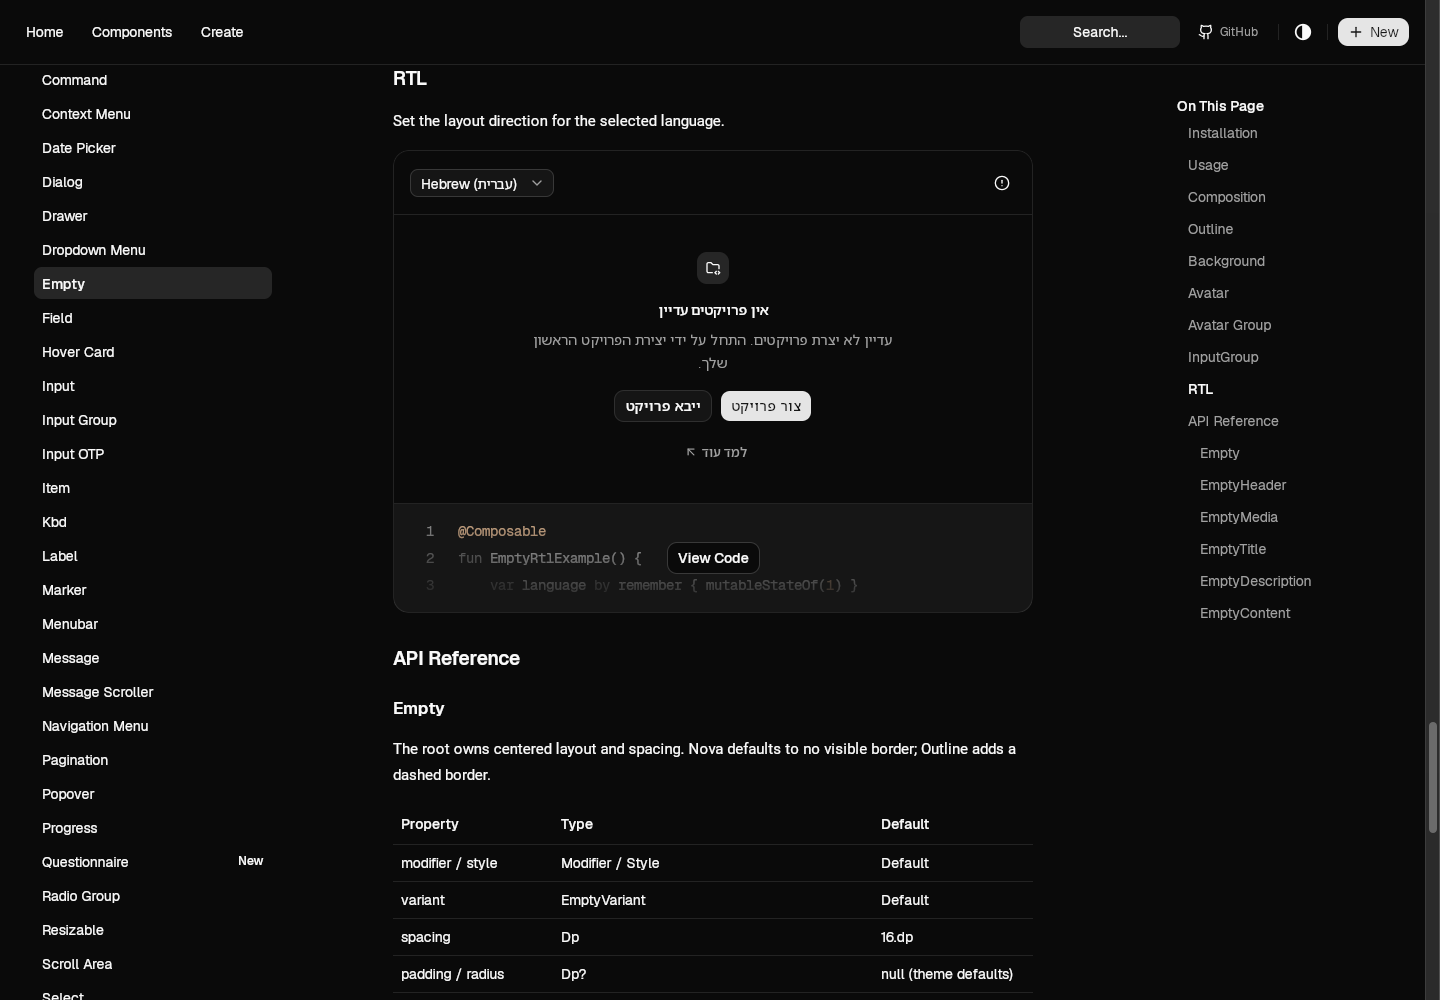 Home
Components
Create
Search...
GitHub
New
Command
Context Menu
Date Picker
Dialog
Drawer
Dropdown Menu
Empty
Field
Hover Card
Input
Input Group
Input OTP
Item
Kbd
Label
Marker
Menubar
Message
Message Scroller
Navigation Menu
Pagination
Popover
Progress
Questionnaire New
Radio Group
Resizable
Scroll Area
Select
RTL
Set the layout direction for the selected language.
Hebrew (עברית)
אין פרויקטים עדיין
עדיין לא יצרת פרויקטים. התחל על ידי יצירת הפרויקט הראשון
שלך.
צור פרויקט
ייבא פרויקט
למד עוד
1 @Composable
2 fun EmptyRtlExample() {
View Code
3 var language by remember { mutableStateOf(1) }
API Reference
Empty
The root owns centered layout and spacing. Nova defaults to no visible border; Outline adds a
dashed border.
Property Type Default
modifier / style Modifier / Style Default
variant EmptyVariant Default
spacing Dp 16.dp
padding / radius Dp? null (theme defaults)
On This Page
Installation
Usage
Composition
Outline
Background
Avatar
Avatar Group
InputGroup
RTL
API Reference
Empty
EmptyHeader
EmptyMedia
EmptyTitle
EmptyDescription
EmptyContent